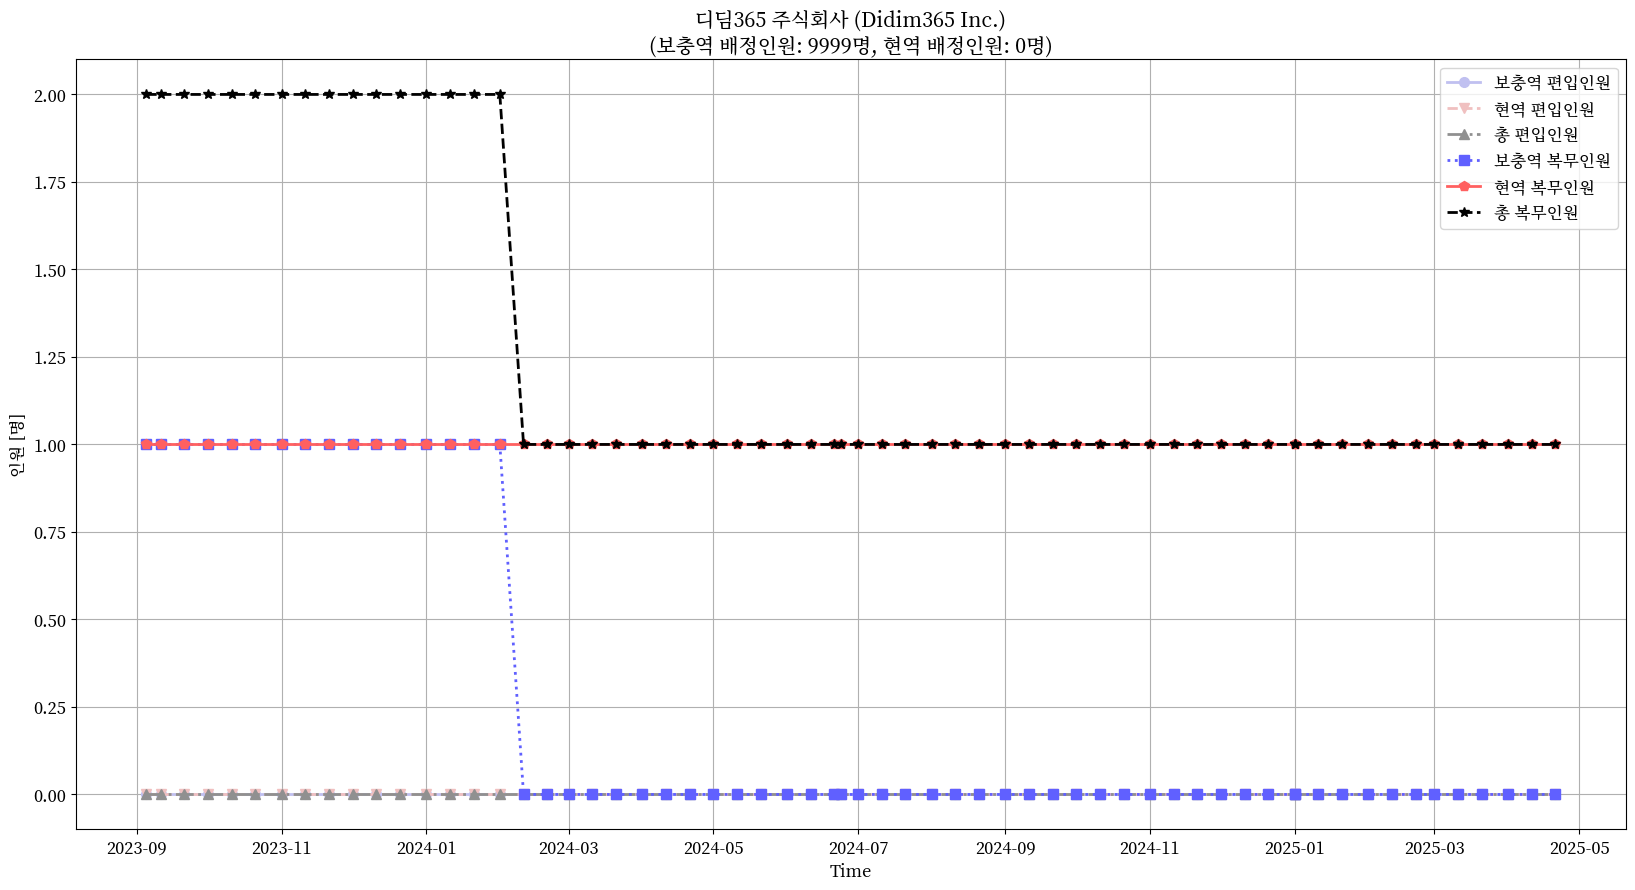 디딤365 주식회사 (Didim365 Inc.)
(보충역 배정인원: 9999명, 현역 배정인원: 0명)
보충역 편입인원
현역 편입인원
총 편입인원
보충역 복무인원
현역 복무인원
총 복무인원
인원 [명]
2.00
1.75
1.50
1.25
1.00
0.75
0.50
0.25
0.00
2023-09
2023-11
2024-01
2024-03
2024-05
2024-07
2024-09
2024-11
2025-01
2025-03
2025-05
Time